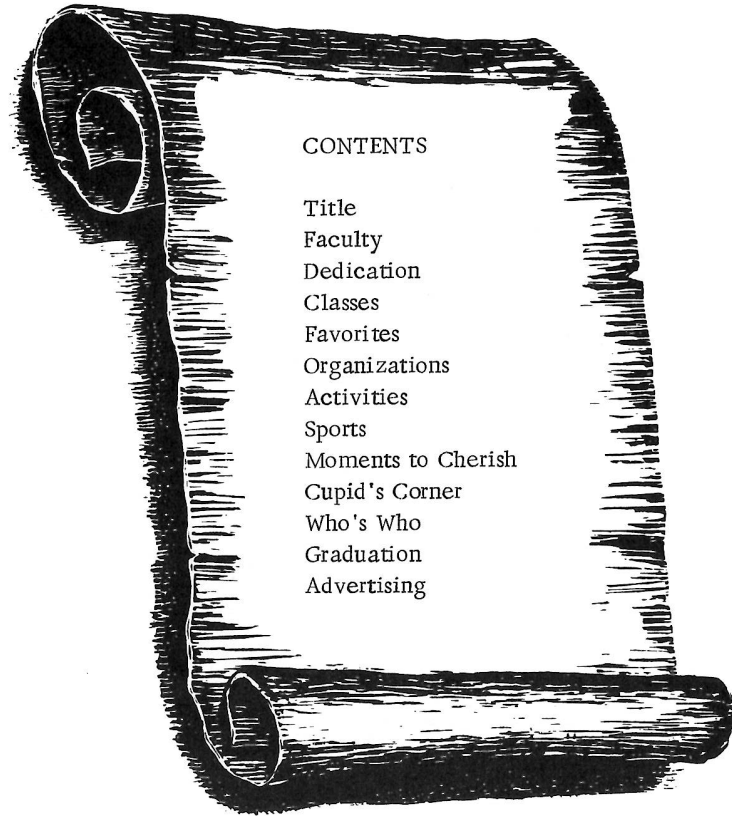 CONTENTS
Title
Faculty
Dedication
Classes
Favorites
Organizations
Activities
Sports
Moments to Cherish
Cupid's Corner
Who's Who
Graduation
Advertising